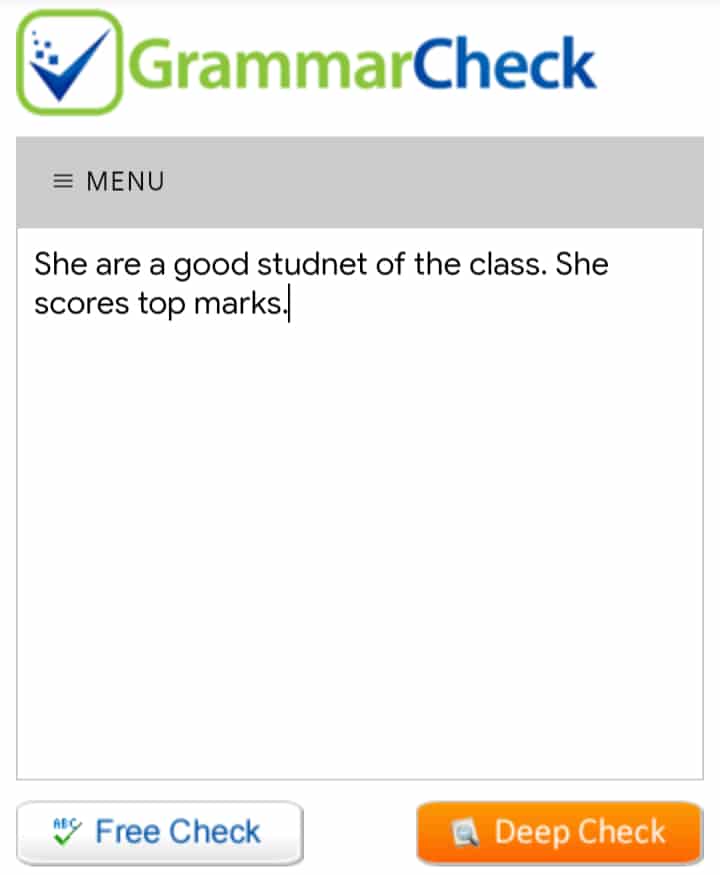 GrammarCheck
≡ MENU
She are a good studnet of the class. She
scores top marks.
ABC Free Check
Deep Check